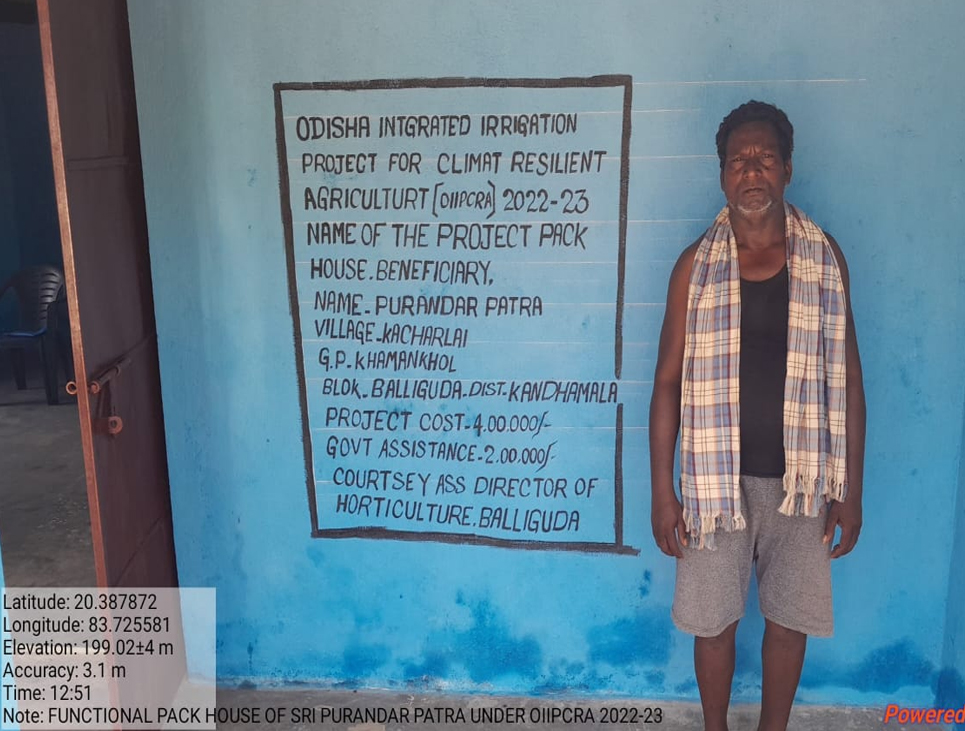 ODISHA INTGRATED IRRIGATION
PROJECT FOR CLIMAT RESILIENT
AGRICULTURT [OIIPCRA] 2022-23
NAME OF THE PROJECT PACK
HOUSE.BENEFICIARY,
NAME-PURANDAR PATRA
VILLAGE-KACHARLAI
G.P-KHAMANKHOL
BLOK-BALLIGUDA-DIST-KANDHAMALA
PROJECT COST-4.00.000/-
GOVT ASSISTANCE-2.00.000/-
COURTSEY ASS DIRECTOR OF
HORTICULTURE.BALLIGUDA
Latitude: 20.387872
Longitude: 83.725581
Elevation: 199.02±4 m
Accuracy: 3.1 m
Time: 12:51
Note: FUNCTIONAL PACK HOUSE OF SRI PURANDAR PATRA UNDER OIIPCRA 2022-23
Powered